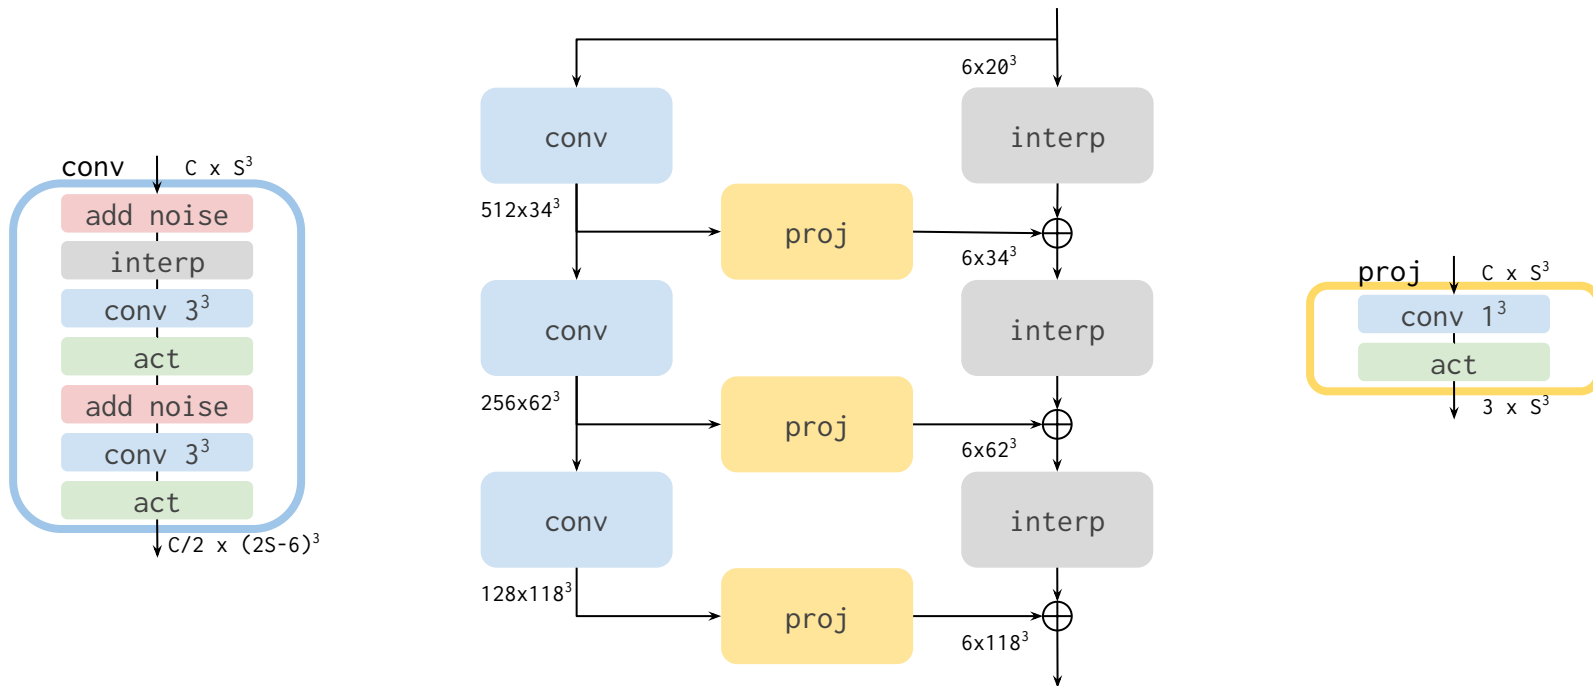 conv
C x S³
add noise
interp
conv 3³
act
add noise
conv 3³
act
C/2 x (2S-6)³
6x20³
conv
interp
512x34³
proj
6x34³
conv
interp
256x62³
proj
6x62³
conv
interp
128x118³
proj
6x118³
proj
C x S³
conv 1³
act
3 x S³